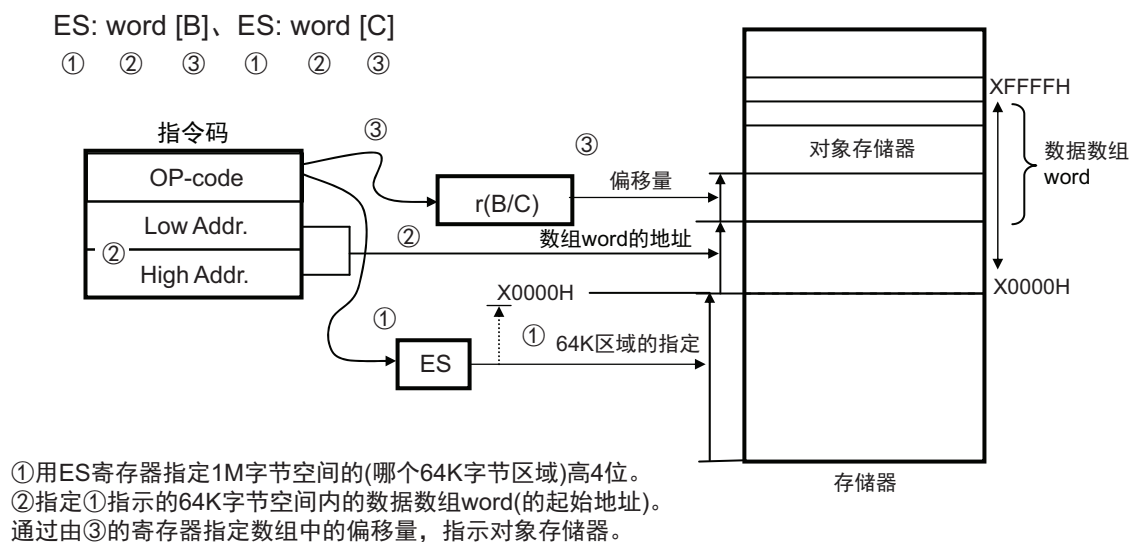 ES: word [B]、ES: word [C]
① ② ③ ① ② ③
指令码
OP-code
Low Addr.
②
High Addr.
③
r(B/C)
③
偏移量
②
数组word的地址
X0000H
①
ES
①
64K区域的指定
XFFFFH
对象存储器
数据数组
word
X0000H
存储器
①用ES寄存器指定1M字节空间的(哪个64K字节区域)高4位。
②指定①指示的64K字节空间内的数据数组word(的起始地址)。
通过由③的寄存器指定数组中的偏移量，指示对象存储器。